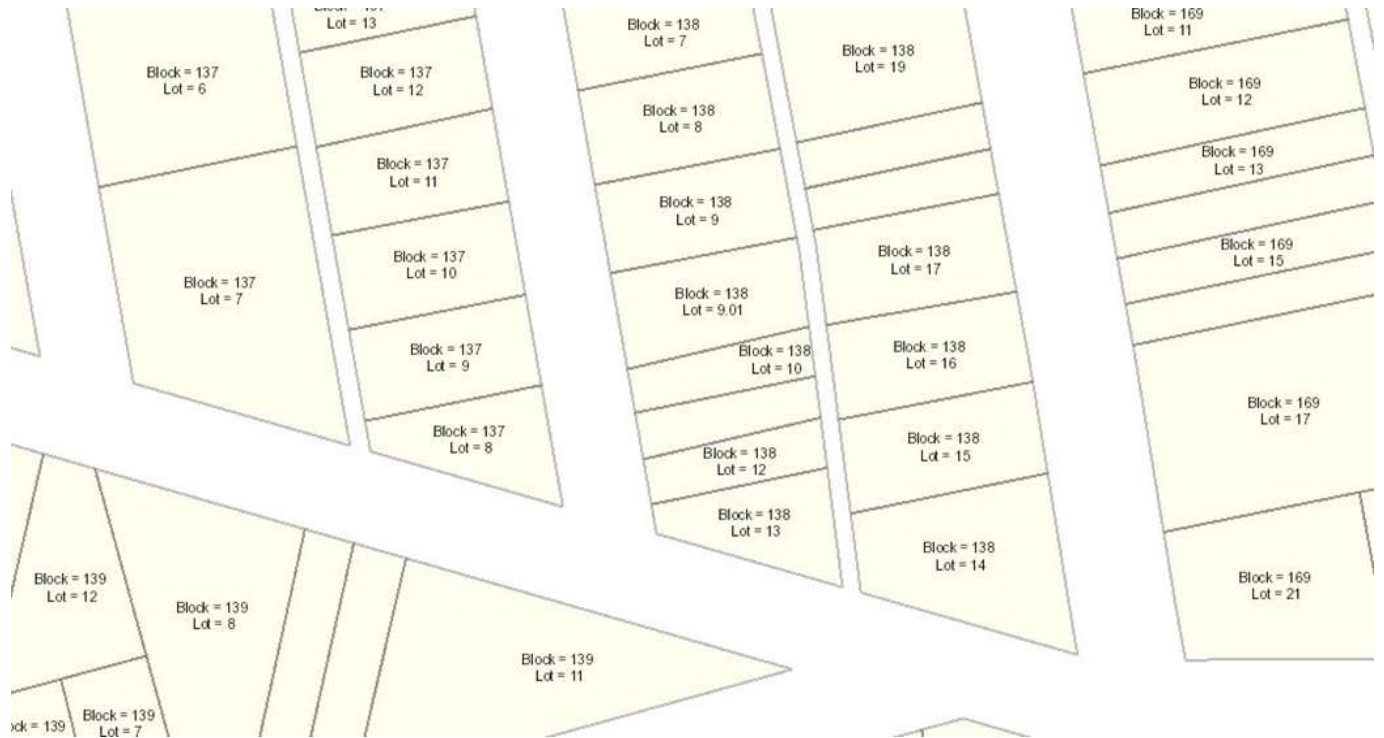 Lot = 13
Block = 137
Lot = 6
Block = 137
Lot = 12
Block = 137
Lot = 11
Block = 137
Lot = 7
Block = 137
Lot = 10
Block = 137
Lot = 9
Block = 137
Lot = 8
Block = 138
Lot = 7
Block = 138
Lot = 8
Block = 138
Lot = 9
Block = 138
Lot = 9.01
Block = 138
Lot = 10
Block = 138
Lot = 12
Block = 138
Lot = 13
Block = 138
Lot = 19
Block = 138
Lot = 17
Block = 138
Lot = 16
Block = 138
Lot = 15
Block = 138
Lot = 14
Block = 169
Lot = 11
Block = 169
Lot = 12
Block = 169
Lot = 13
Block = 169
Lot = 15
Block = 169
Lot = 17
Block = 169
Lot = 21
Block = 139
Lot = 12
Block = 139
Lot = 8
Block = 139
Lot = 11
= 139
Block = 139
Lot = 7